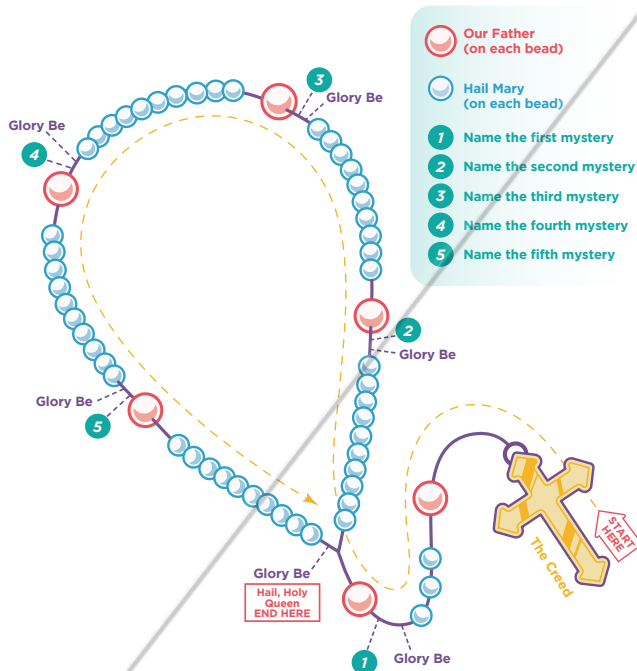 Our Father
(on each bead)
Hail Mary
(on each bead)
1 Name the first mystery
2 Name the second mystery
3 Name the third mystery
4 Name the fourth mystery
5 Name the fifth mystery
3
Glory Be
Glory Be
4
2
Glory Be
Glory Be
5
START
HERE
The Creed
Glory Be
Hail, Holy
Queen
END HERE
1
Glory Be